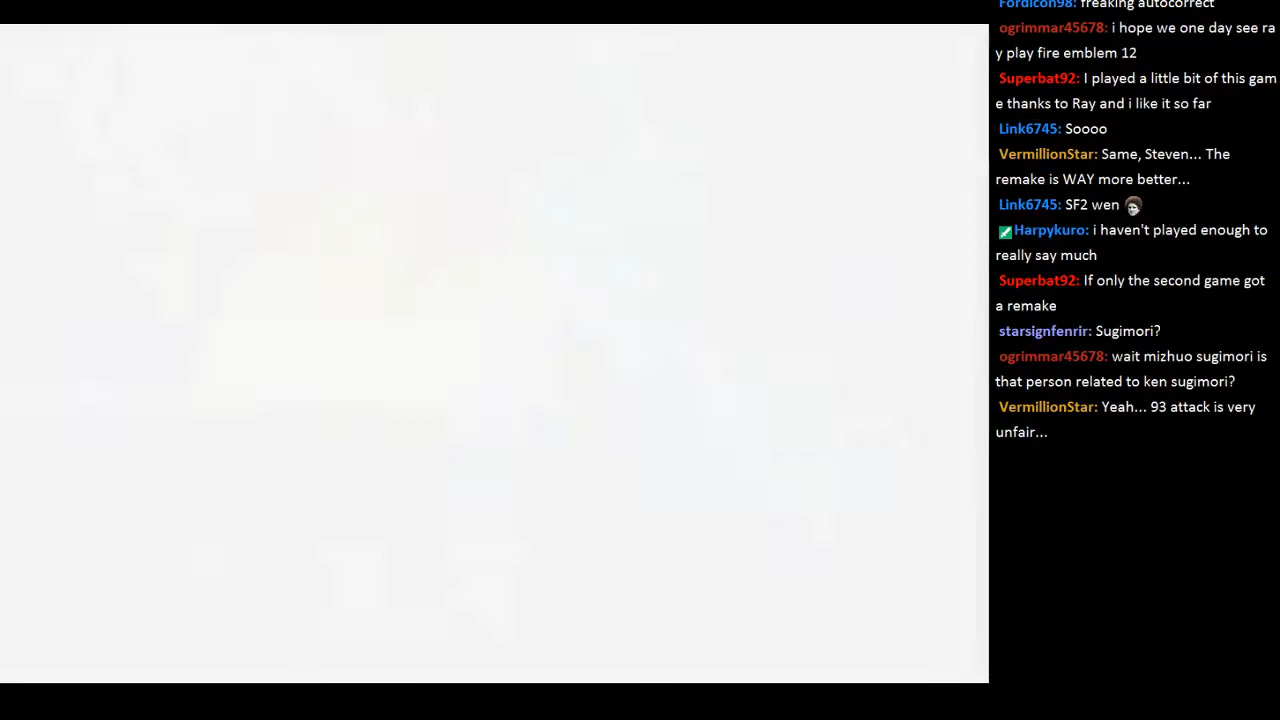 Fordicon98: freaking autocorrect
ogrimmar45678: i hope we one day see ra
y play fire emblem 12
Superbat92: I played a little bit of this gam
e thanks to Ray and i like it so far
Link6745: Soooo
VermillionStar: Same, Steven... The
remake is WAY more better...
Link6745: SF2 wen
Harpykuro: i haven't played enough to
really say much
Superbat92: If only the second game got
a remake
starsignfenrir: Sugimori?
ogrimmar45678: wait mizhuo sugimori is
that person related to ken sugimori?
VermillionStar: Yeah... 93 attack is very
unfair...